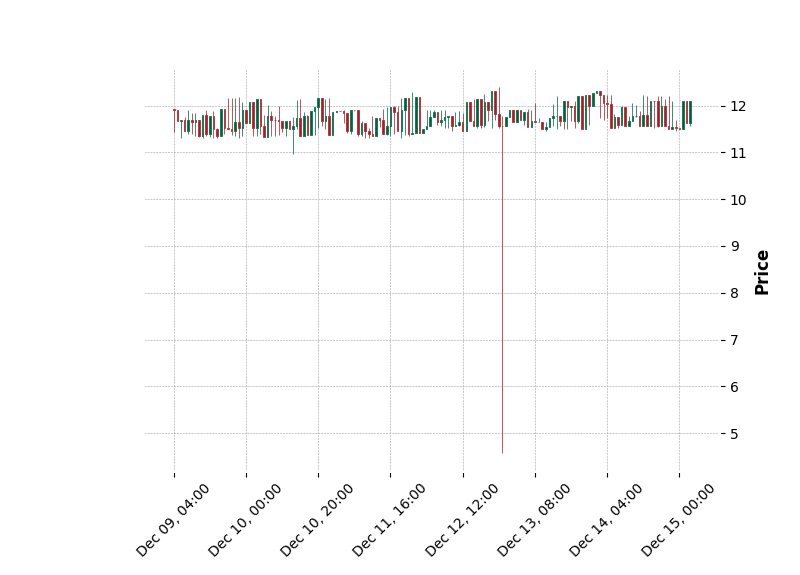 12
11
10
9
8
7
6
5
Price
Dec 09, 04:00
Dec 10, 00:00
Dec 10, 20:00
Dec 11, 16:00
Dec 12, 12:00
Dec 13, 08:00
Dec 14, 04:00
Dec 15, 00:00